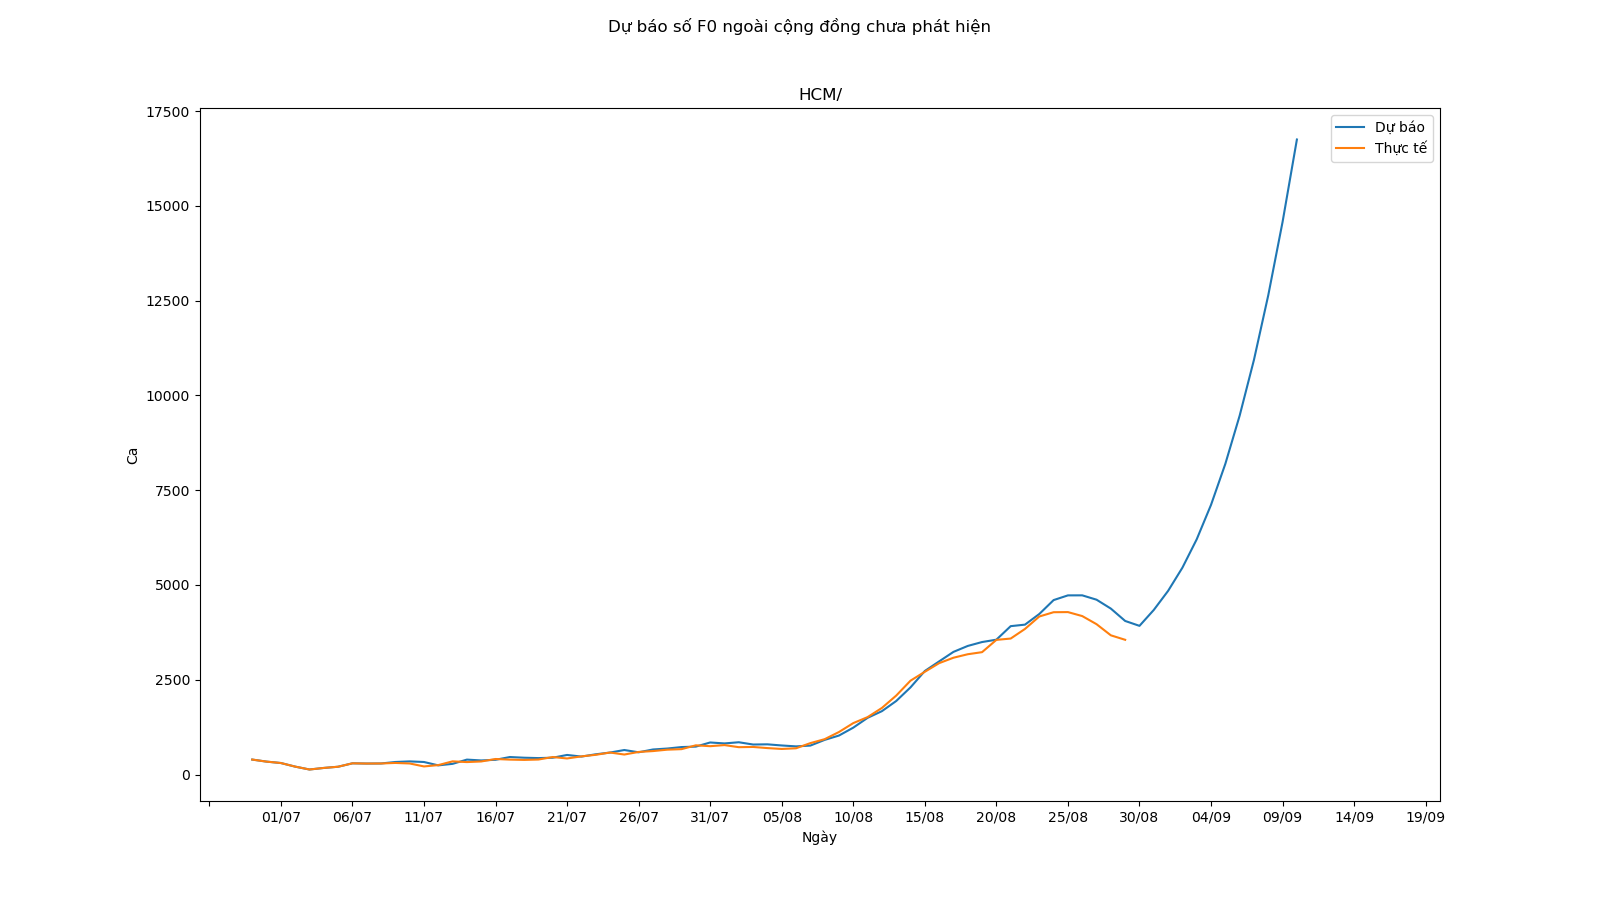 Dự báo số F0 ngoài cộng đồng chưa phát hiện
HCM/
17500
15000
12500
10000
7500
5000
2500
0
Ca
Dự báo
Thực tế
01/07 06/07 11/07 16/07 21/07 26/07 31/07 05/08 10/08 15/08 20/08 25/08 30/08 04/09 09/09 14/09 19/09
Ngày